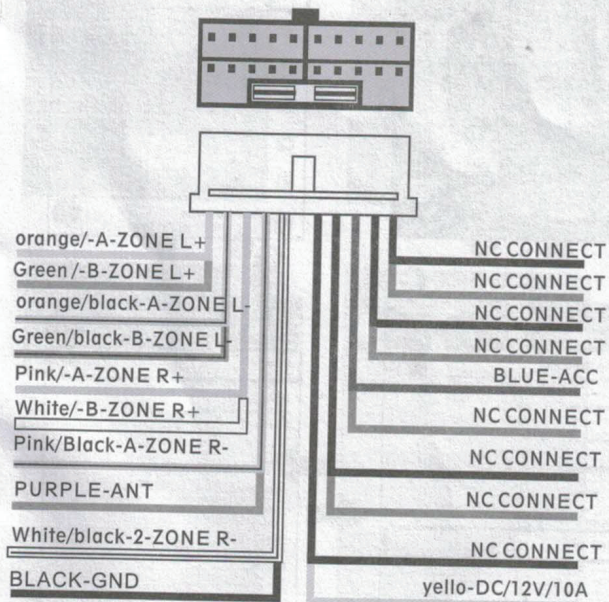 orange/-A-ZONE L+
Green/-B-ZONE L+
orange/black-A-ZONE L-
Green/black-B-ZONE L-
Pink/-A-ZONE R+
White/-B-ZONE R+
Pink/Black-A-ZONE R-
PURPLE-ANT
White/black-2-ZONE R-
BLACK-GND
NC CONNECT
NC CONNECT
NC CONNECT
NC CONNECT
BLUE-ACC
NC CONNECT
NC CONNECT
NC CONNECT
NC CONNECT
yello-DC/12V/10A